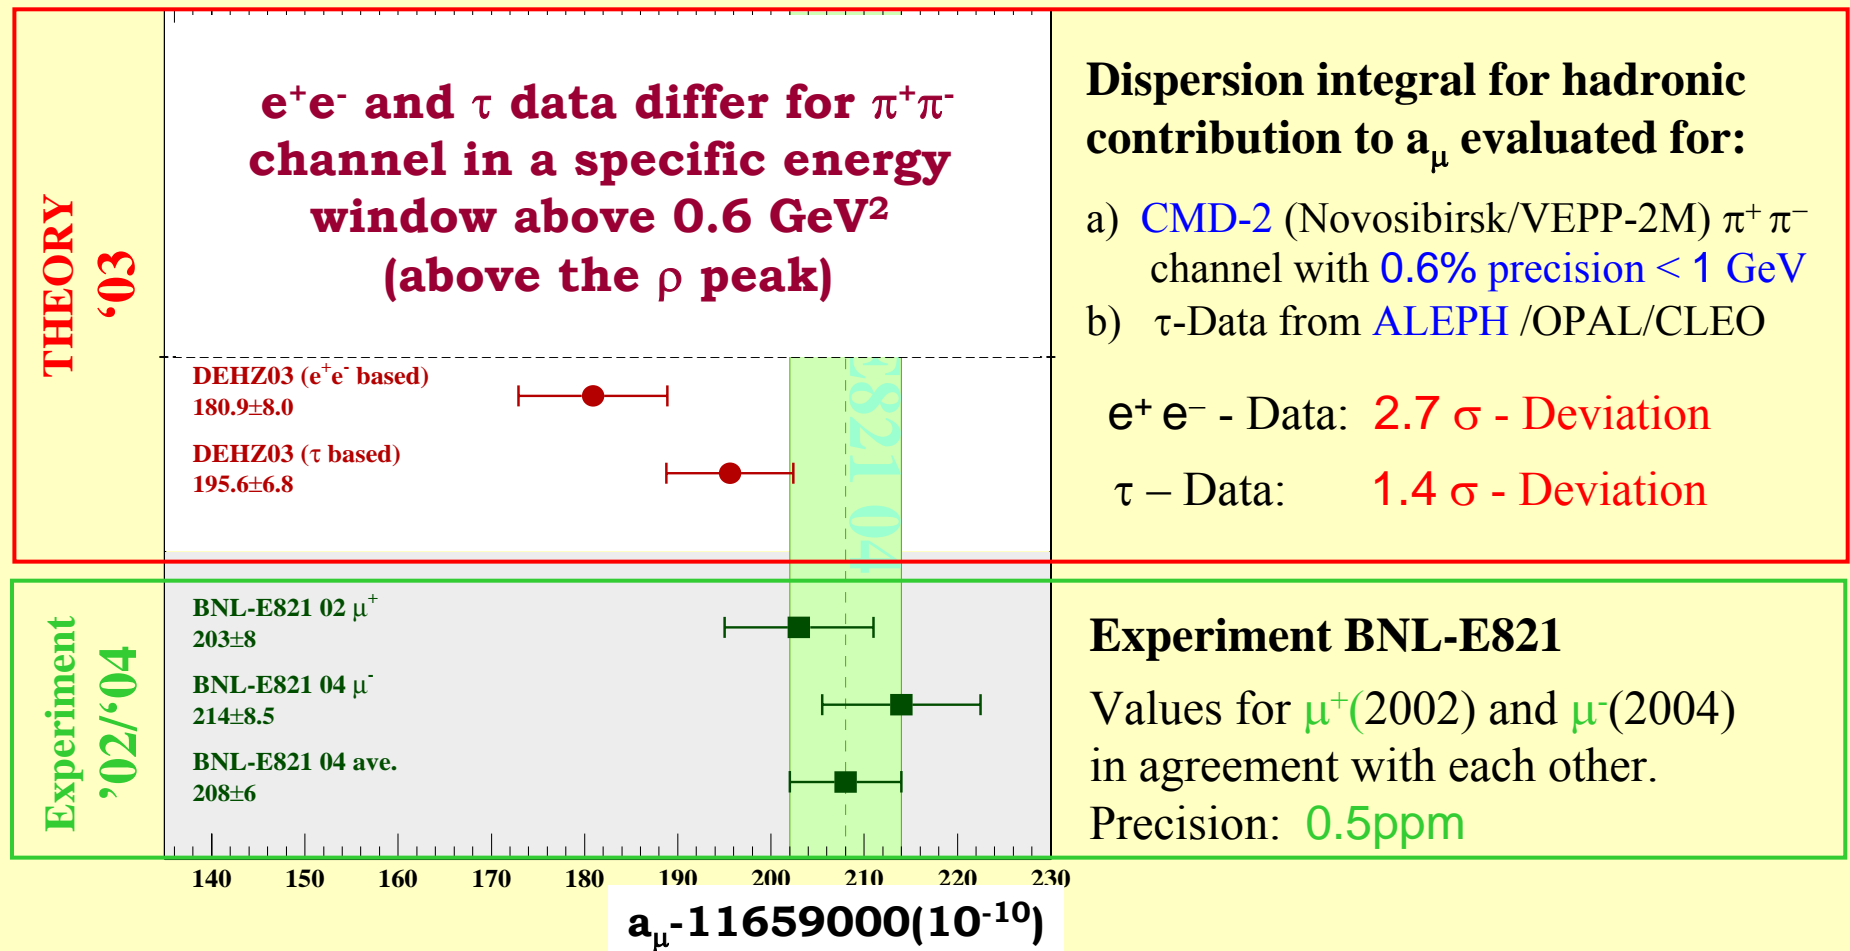 THEORY
‘03
e⁺e⁻ and τ data differ for π⁺π⁻
channel in a specific energy
window above 0.6 GeV²
(above the ρ peak)
DEHZ03 (e⁺e⁻ based)
180.9±8.0
DEHZ03 (τ based)
195.6±6.8
E821 04
Dispersion integral for hadronic
contribution to aμ evaluated for:
a) CMD-2 (Novosibirsk/VEPP-2M) π⁺ π⁻
channel with 0.6% precision < 1 GeV
b) τ-Data from ALEPH /OPAL/CLEO
e⁺ e⁻ - Data: 2.7 σ - Deviation
τ – Data: 1.4 σ - Deviation
Experiment
’02/‘04
BNL-E821 02 μ⁺
203±8
BNL-E821 04 μ⁻
214±8.5
BNL-E821 04 ave.
208±6
140 150 160 170 180 190 200 210 220 230
aμ-11659000(10⁻¹⁰)
Experiment BNL-E821
Values for μ⁺(2002) and μ⁻(2004)
in agreement with each other.
Precision: 0.5ppm